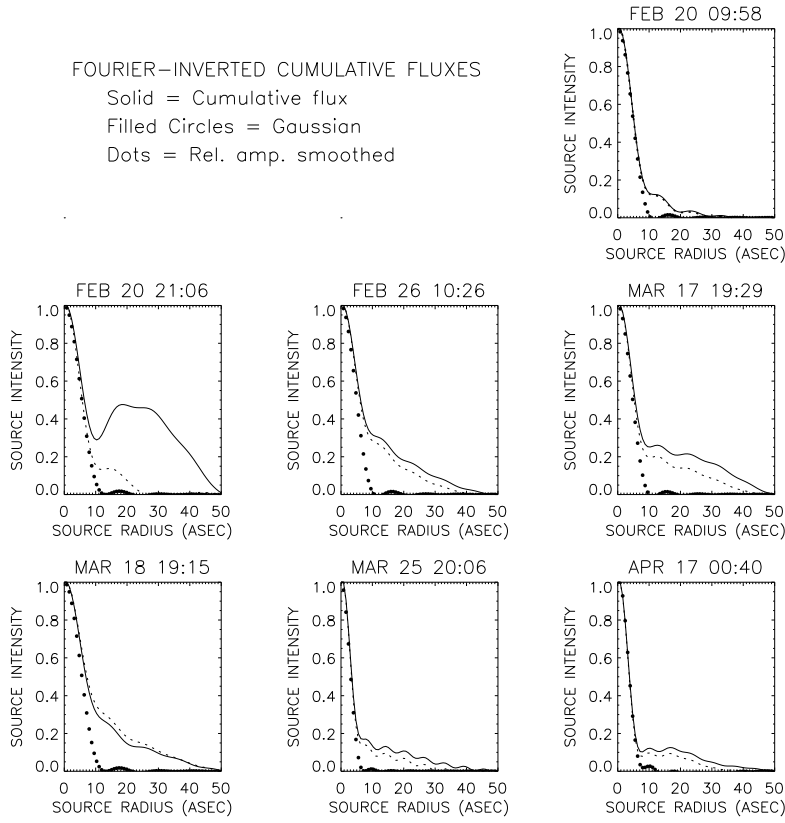 FEB 20 09:58
FOURIER–INVERTED CUMULATIVE FLUXES
Solid = Cumulative flux
Filled Circles = Gaussian
Dots = Rel. amp. smoothed
SOURCE INTENSITY
1.0
0.8
0.6
0.4
0.2
0.0
0 10 20 30 40 50
SOURCE RADIUS (ASEC)
FEB 20 21:06
SOURCE INTENSITY
1.0
0.8
0.6
0.4
0.2
0.0
0 10 20 30 40 50
SOURCE RADIUS (ASEC)
FEB 26 10:26
SOURCE INTENSITY
1.0
0.8
0.6
0.4
0.2
0.0
0 10 20 30 40 50
SOURCE RADIUS (ASEC)
MAR 17 19:29
SOURCE INTENSITY
1.0
0.8
0.6
0.4
0.2
0.0
0 10 20 30 40 50
SOURCE RADIUS (ASEC)
MAR 18 19:15
SOURCE INTENSITY
1.0
0.8
0.6
0.4
0.2
0.0
0 10 20 30 40 50
SOURCE RADIUS (ASEC)
MAR 25 20:06
SOURCE INTENSITY
1.0
0.8
0.6
0.4
0.2
0.0
0 10 20 30 40 50
SOURCE RADIUS (ASEC)
APR 17 00:40
SOURCE INTENSITY
1.0
0.8
0.6
0.4
0.2
0.0
0 10 20 30 40 50
SOURCE RADIUS (ASEC)